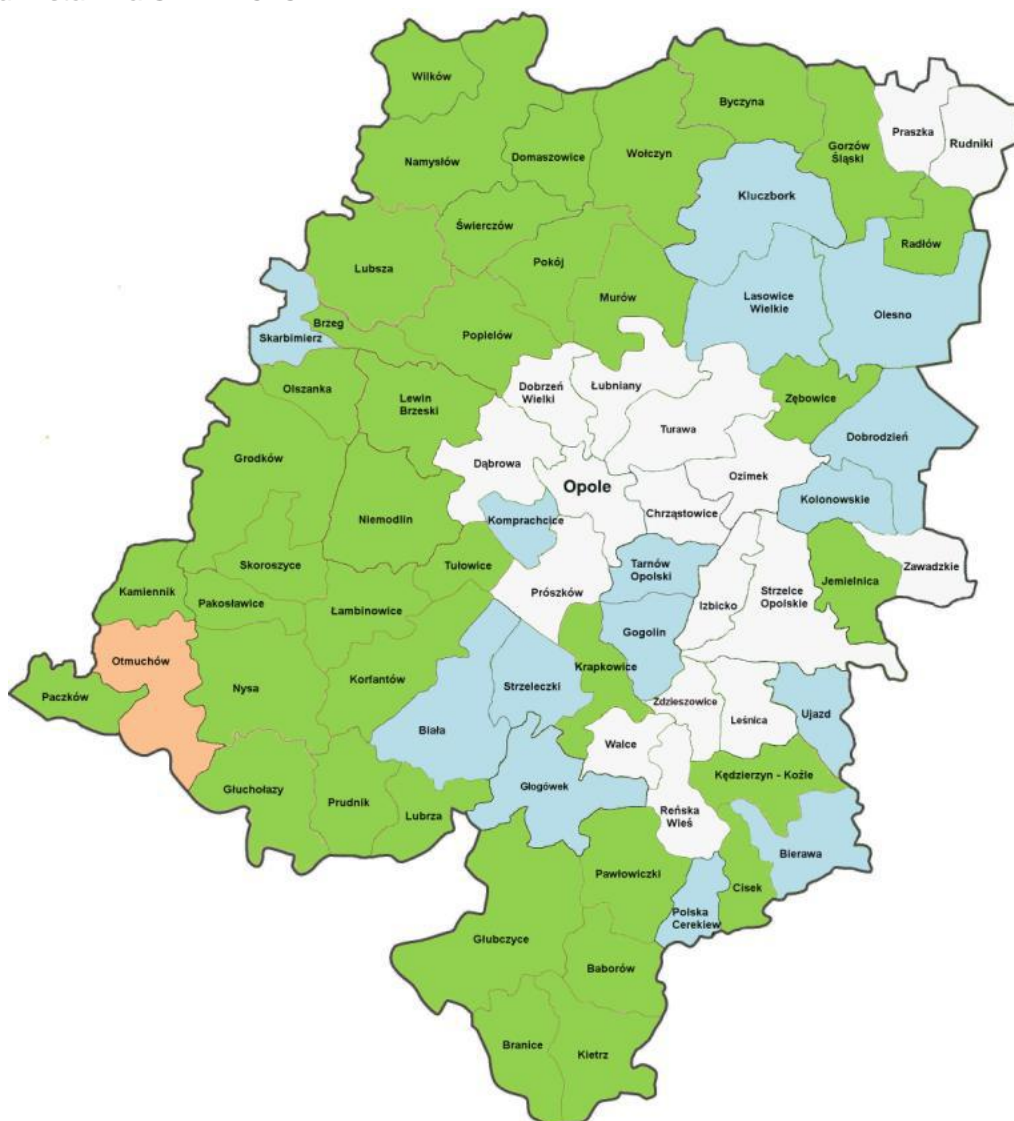 Wilków
Byczyna
Praszka
Rudniki
Namysłów
Domaszowice
Wołczyn
Gorzów
Śląski
Kluczbork
Świerczów
Radłów
Lubsza
Pokój
Murów
Lasowice
Wielkie
Olesno
Skarbimierz
Brzeg
Popielów
Olszanka
Lewin
Brzeski
Dobrzeń
Wielki
Łubniany
Zębowice
Turawa
Dobrodzień
Grodków
Dąbrowa
Opole
Ozimek
Kolonowskie
Niemodlin
Komprachcice
Chrząstowice
Skoroszyce
Tułowice
Tarnów
Opolski
Zawadzkie
Kamiennik
Pakosławice
Łambinowice
Prószków
Izbicko
Strzelce
Opolskie
Jemielnica
Gogolin
Otmuchów
Paczków
Nysa
Korfantów
Strzeleczki
Krapkowice
Zdzieszowice
Leśnica
Ujazd
Biała
Walce
Kędzierzyn - Koźle
Głuchołazy
Prudnik
Lubrza
Głogówek
Reńska
Wieś
Bierawa
Pawłowiczki
Cisek
Polska
Cerekiew
Głubczyce
Baborów
Branice
Kietrz